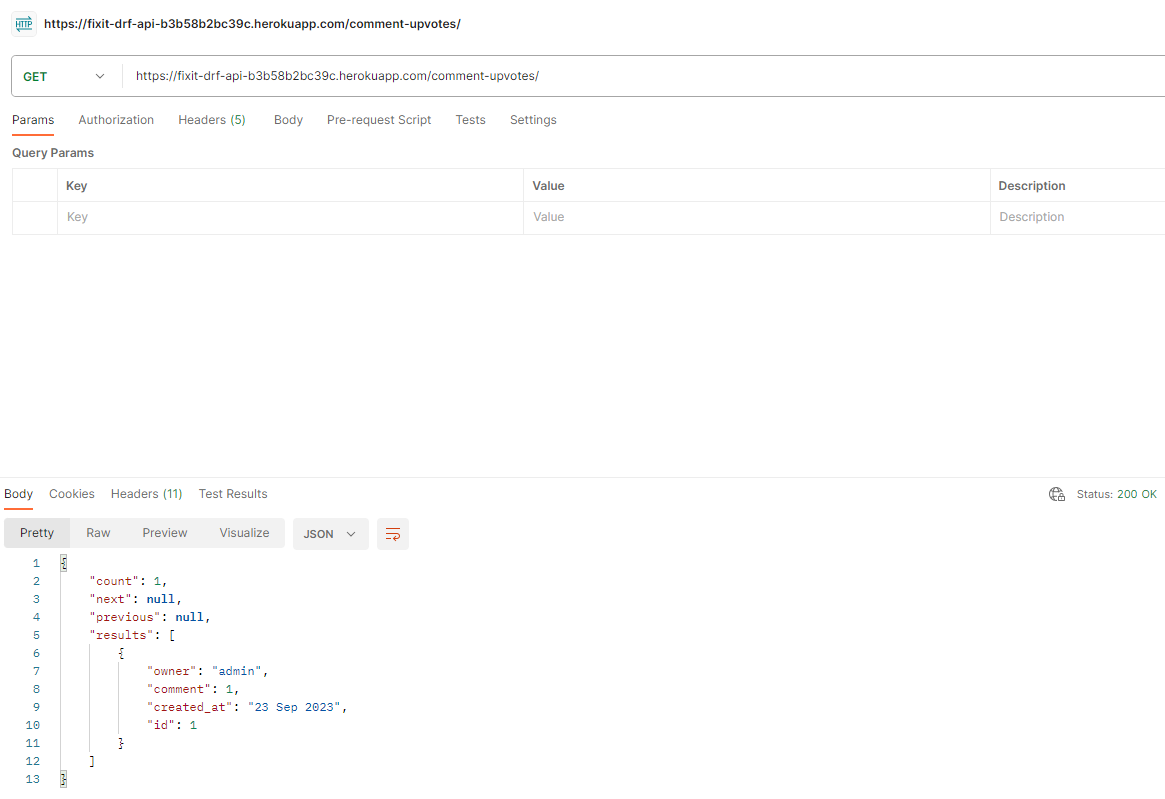 HTTP https://fixit-drf-api-b3b58b2bc39c.herokuapp.com/comment-upvotes/
GET https://fixit-drf-api-b3b58b2bc39c.herokuapp.com/comment-upvotes/
Params Authorization Headers (5) Body Pre-request Script Tests Settings
Query Params
Key Value Description
Key Value Description
Body Cookies Headers (11) Test Results Status: 200 OK
Pretty Raw Preview Visualize JSON
1 {
2 "count": 1,
3 "next": null,
4 "previous": null,
5 "results": [
6 {
7 "owner": "admin",
8 "comment": 1,
9 "created_at": "23 Sep 2023",
10 "id": 1
11 }
12 ]
13 }